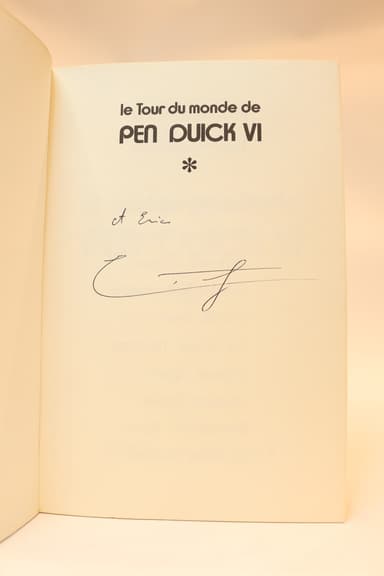 le Tour du monde de
PEN DUICK VI
*
A Eric